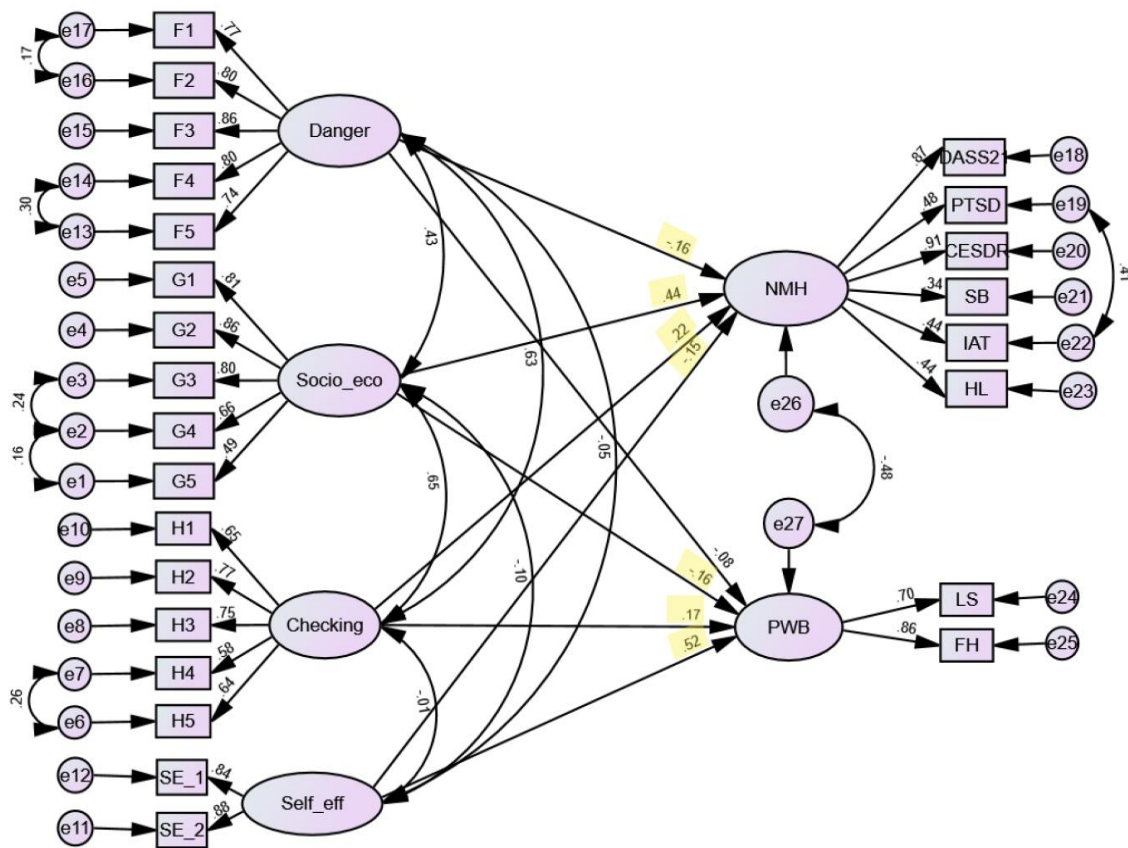 e17 F1 .77
.17
e16 F2 .80
e15 F3 .86
Danger
e14 F4 .80
.30
e13 F5 .74
e5 G1 .81
e4 G2 .86
e3 G3 .80
Socio_eco
.24
e2 G4 .66
.16
e1 G5 .49
e10 H1 .65
e9 H2 .77
e8 H3 .75
Checking
e7 H4 .58
.26
e6 H5 .64
e12 SE_1 .84
Self_eff
e11 SE_2 .88
.43
.63
-.05
.65
-.10
-.01
-.16
.44
.22
-.15
-.08
-.16
.17
.52
NMH
e26
-.48
e27
PWB
.87 DASS21 e18
.48 PTSD e19
.91 CESDR e20
.34 SB e21
.41
.44 IAT e22
.44 HL e23
.70 LS e24
.86 FH e25